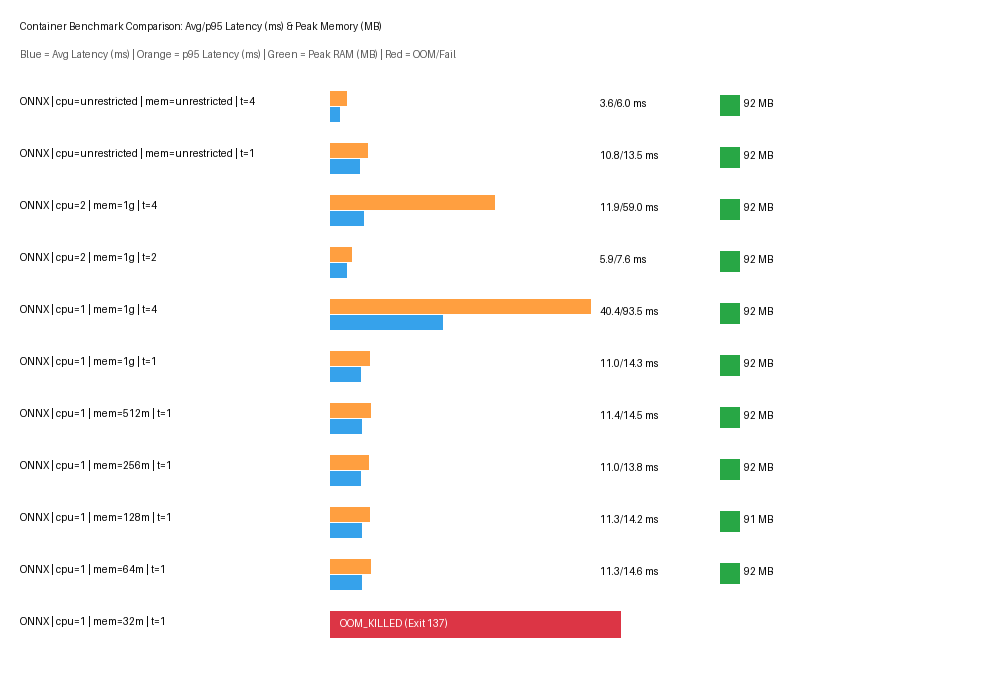 Container Benchmark Comparison: Avg/p95 Latency (ms) & Peak Memory (MB)
Blue = Avg Latency (ms) | Orange = p95 Latency (ms) | Green = Peak RAM (MB) | Red = OOM/Fail
ONNX | cpu=unrestricted | mem=unrestricted | t=4 3.6/6.0 ms 92 MB
ONNX | cpu=unrestricted | mem=unrestricted | t=1 10.8/13.5 ms 92 MB
ONNX | cpu=2 | mem=1g | t=4 11.9/59.0 ms 92 MB
ONNX | cpu=2 | mem=1g | t=2 5.9/7.6 ms 92 MB
ONNX | cpu=1 | mem=1g | t=4 40.4/93.5 ms 92 MB
ONNX | cpu=1 | mem=1g | t=1 11.0/14.3 ms 92 MB
ONNX | cpu=1 | mem=512m | t=1 11.4/14.5 ms 92 MB
ONNX | cpu=1 | mem=256m | t=1 11.0/13.8 ms 92 MB
ONNX | cpu=1 | mem=128m | t=1 11.3/14.2 ms 91 MB
ONNX | cpu=1 | mem=64m | t=1 11.3/14.6 ms 92 MB
ONNX | cpu=1 | mem=32m | t=1 OOM_KILLED (Exit 137)